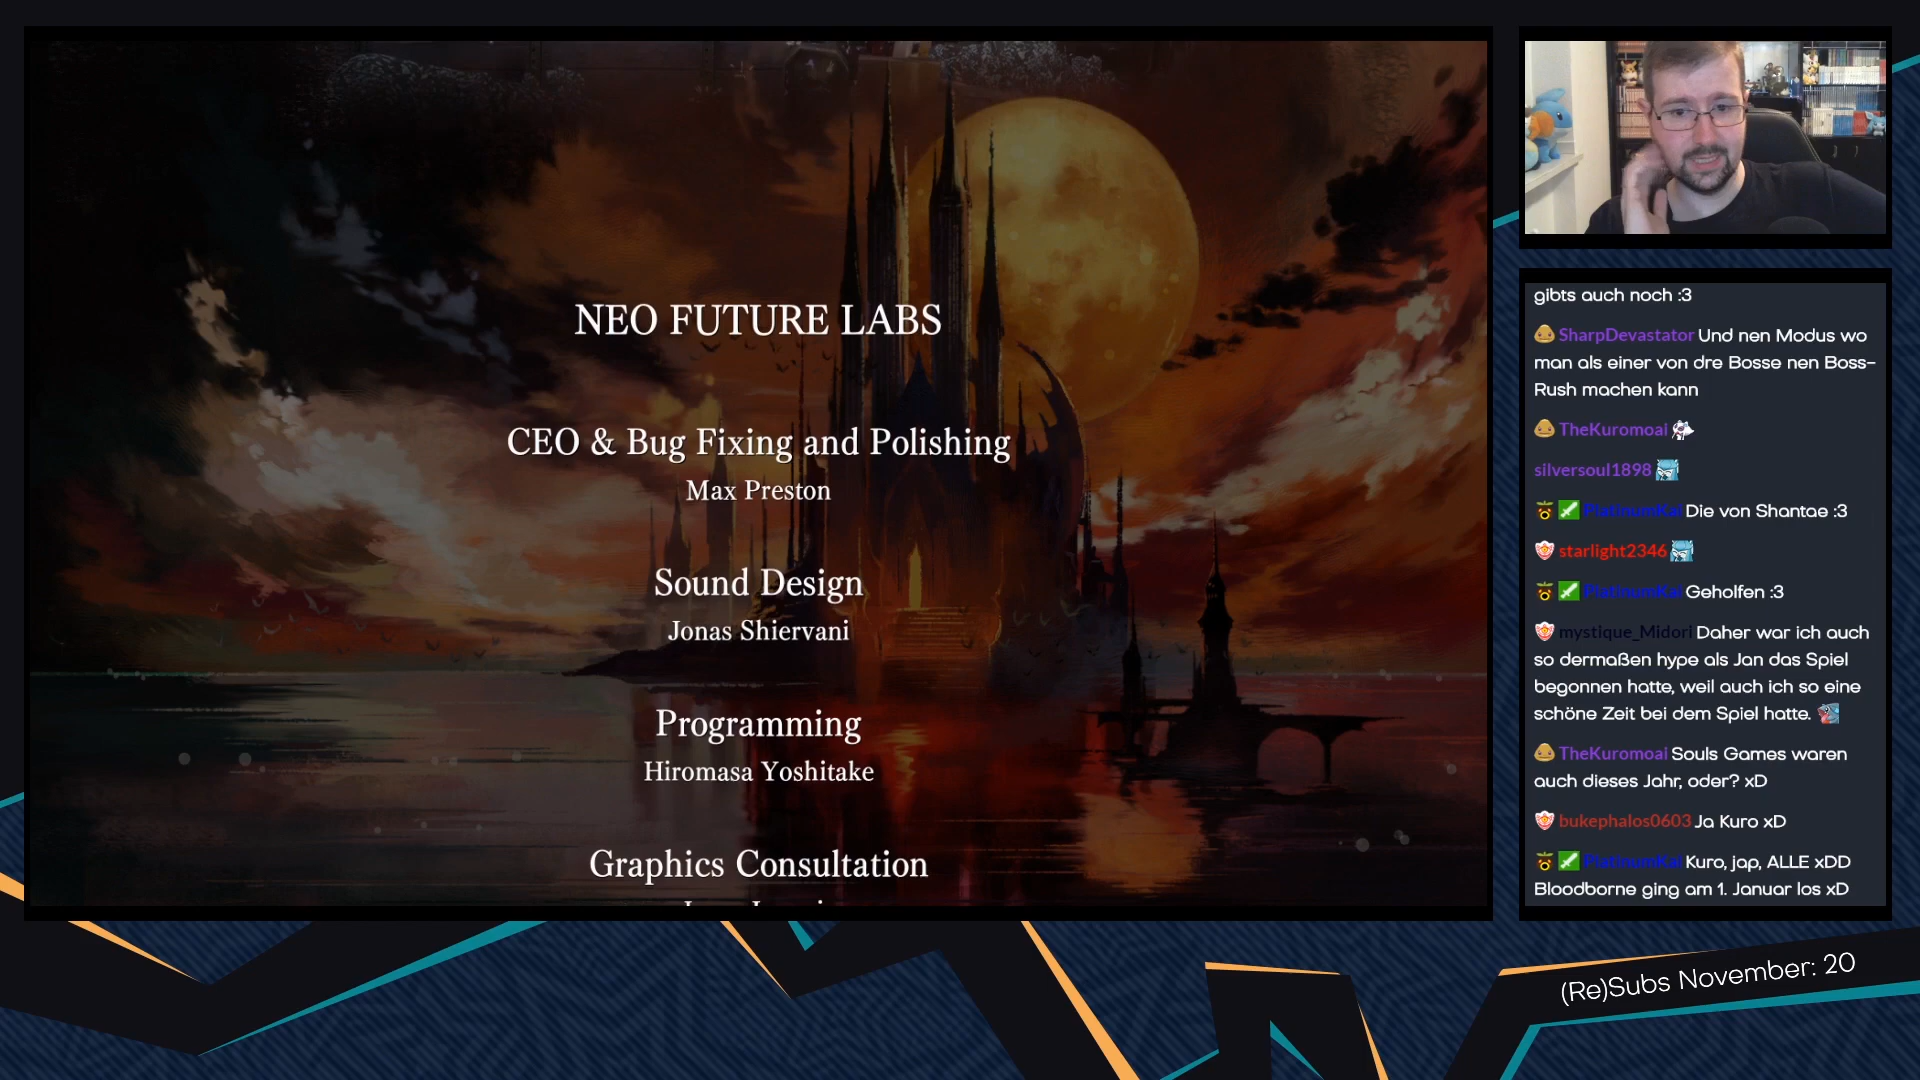 NEO FUTURE LABS
CEO & Bug Fixing and Polishing
Max Preston
Sound Design
Jonas Shiervani
Programming
Hiromasa Yoshitake
Graphics Consultation
gibts auch noch :3
SharpDevastator Und nen Modus wo
man als einer von dre Bosse nen Boss-
Rush machen kann
TheKuromoai
silversoul1898
PlatinumKai Die von Shantae :3
starlight2346
PlatinumKai Geholfen :3
mystique_Midori Daher war ich auch
so dermaßen hype als Jan das Spiel
begonnen hatte, weil auch ich so eine
schöne Zeit bei dem Spiel hatte.
TheKuromoai Souls Games waren
auch dieses Jahr, oder? xD
bukephalos0603 Ja Kuro xD
PlatinumKai Kuro, jap, ALLE xDD
Bloodborne ging am 1. Januar los xD
(Re)Subs November: 20